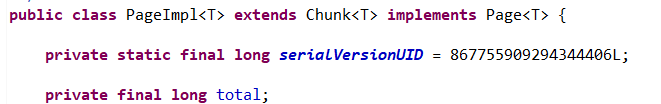 public class PageImpl<T> extends Chunk<T> implements Page<T> {
private static final long serialVersionUID = 867755909294344406L;
private final long total;